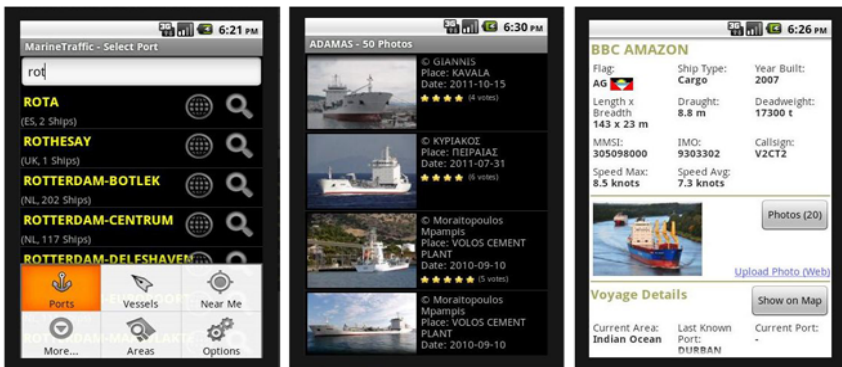 3G 6:21 PM
MarineTraffic - Select Port
rot
ROTA
(ES, 2 Ships)
ROTHESAY
(UK, 1 Ships)
ROTTERDAM-BOTLEK
(NL, 202 Ships)
ROTTERDAM-CENTRUM
(NL, 117 Ships)
ROTTERDAM-DELFSHAVEN
Ports
Vessels
Near Me
More...
Areas
Options
3G 6:30 PM
ADAMAS - 50 Photos
© GIANNIS
Place: KAVALA
Date: 2011-10-15
(4 votes)
© ΚΥΡΙΑΚΟΣ
Place: ΠΕΙΡΑΙΑΣ
Date: 2011-07-31
(6 votes)
© Moraitopoulos
Mpampis
Place: VOLOS CEMENT
PLANT
Date: 2010-09-10
(5 votes)
© Moraitopoulos
Mpampis
Place: VOLOS CEMENT
PLANT
Date: 2010-09-10
3G 6:26 PM
BBC AMAZON
Flag:
AG
Ship Type:
Cargo
Year Built:
2007
Length x
Breadth
143 x 23 m
Draught:
8.8 m
Deadweight:
17300 t
MMSI:
305098000
IMO:
9303302
Callsign:
V2CT2
Speed Max:
8.5 knots
Speed Avg:
7.3 knots
Photos (20)
Upload Photo (Web)
Voyage Details
Show on Map
Current Area:
Indian Ocean
Last Known
Port:
DURBAN
Current Port:
-